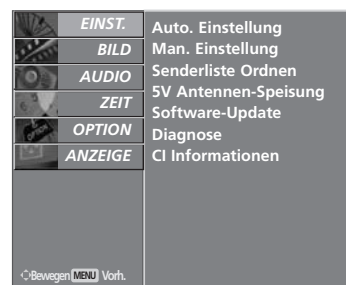 EINST.
BILD
AUDIO
ZEIT
OPTION
ANZEIGE
Auto. Einstellung
Man. Einstellung
Senderliste Ordnen
5V Antennen-Speisung
Software-Update
Diagnose
CI Informationen
Bewegen MENU Vorh.